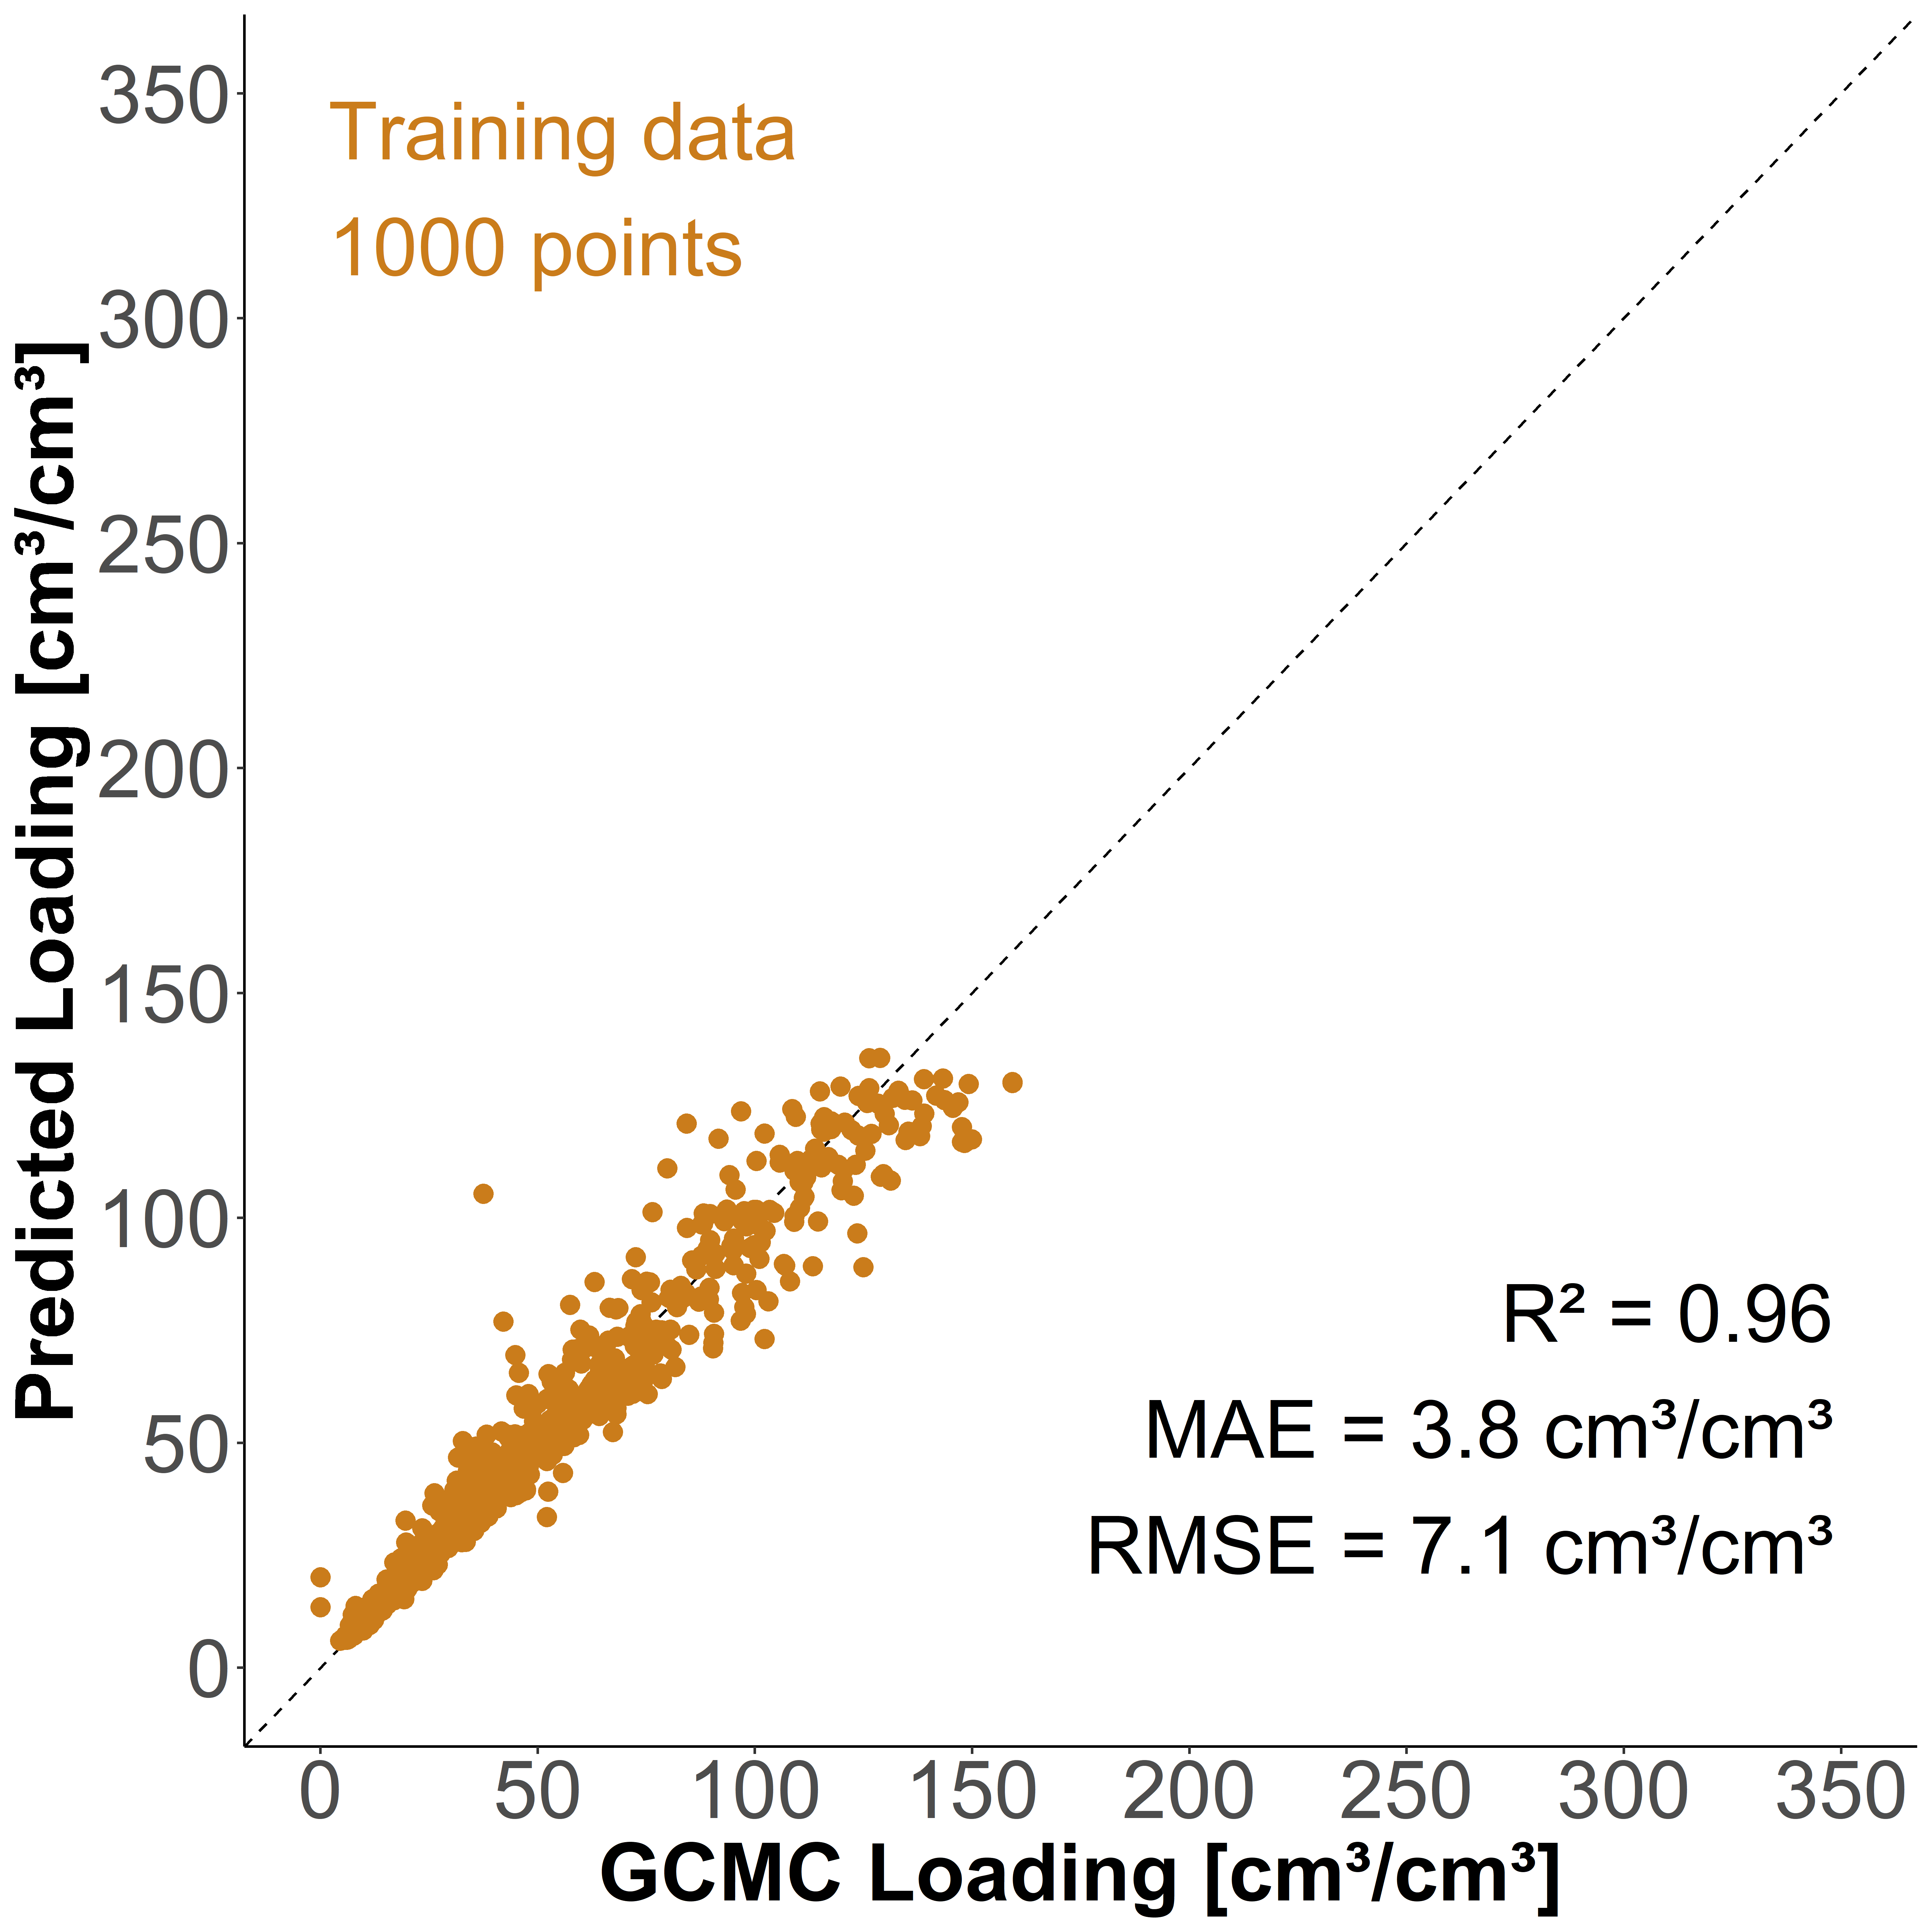 Training data
1000 points
350
300
250
200
150
100
50
0
Predicted Loading [cm³/cm³]
R² = 0.96
MAE = 3.8 cm³/cm³
RMSE = 7.1 cm³/cm³
0 50 100 150 200 250 300 350
GCMC Loading [cm³/cm³]